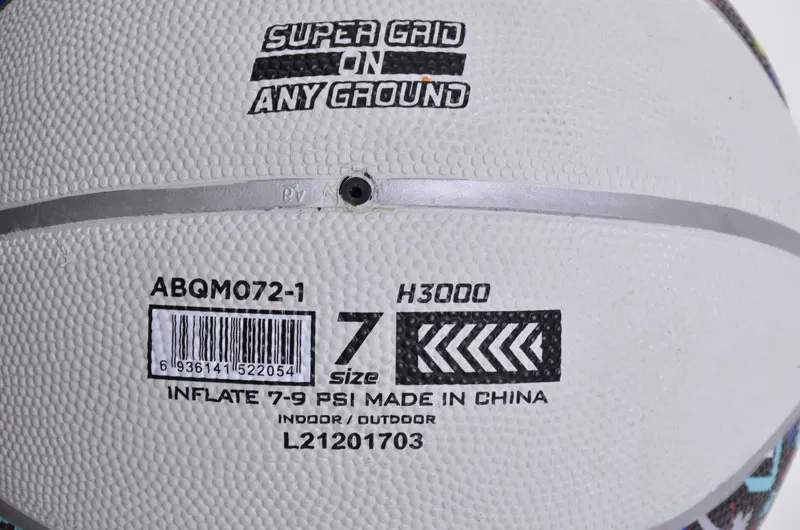 SUPER GRID
ON
ANY GROUND
ABQM072-1
H3000
6 936141 522054
7
size
INFLATE 7-9 PSI MADE IN CHINA
INDOOR / OUTDOOR
L21201703